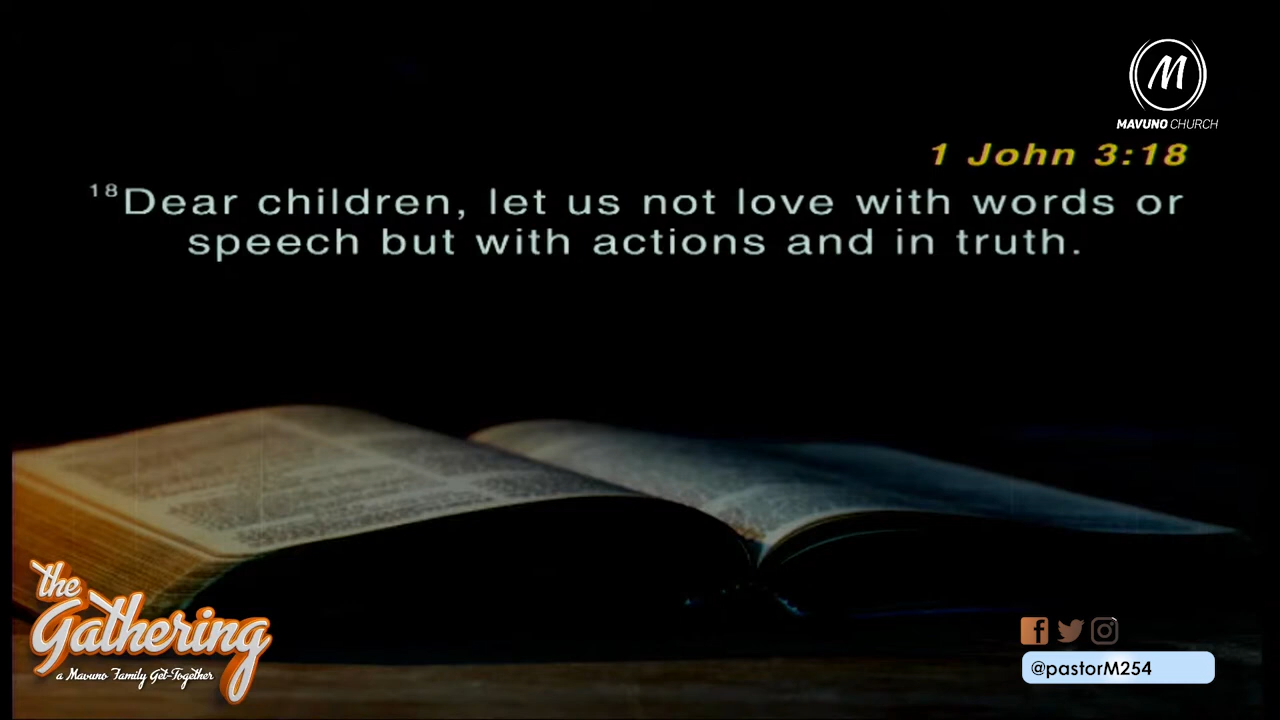 M
MAVUNO CHURCH
1 John 3:18
18Dear children, let us not love with words or
speech but with actions and in truth.
the
Gathering
a Mavuno Family Get-Together
@pastorM254